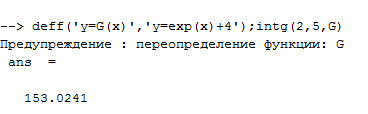 --> deff('y=G(x)','y=exp(x)+4');intg(2,5,G)
Предупреждение : переопределение функции: G
ans  =
153.0241